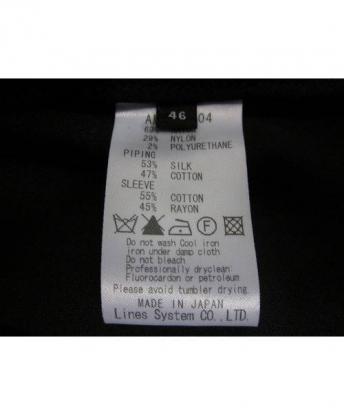 46
04
29% NYLON
2% POLYURETHANE
PIPING
53% SILK
47% COTTON
SLEEVE
55% COTTON
45% RAYON
F
Do not wash Cool iron
iron under damp cloth
Do not bleach
Professionally dryclean
Fluorocarbon or petroleum
Please avoid tumbler drying
MADE IN JAPAN
Lines System CO., LTD.